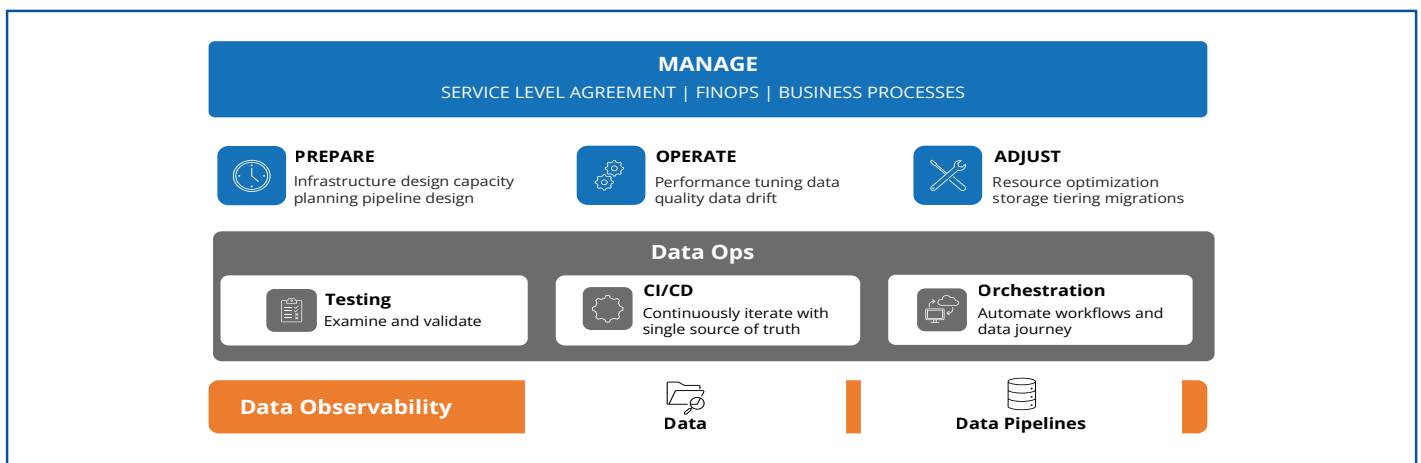 MANAGE
SERVICE LEVEL AGREEMENT | FINOPS | BUSINESS PROCESSES
PREPARE
Infrastructure design capacity
planning pipeline design
OPERATE
Performance tuning data
quality data drift
ADJUST
Resource optimization
storage tiering migrations
Data Ops
Testing
Examine and validate
CI/CD
Continuously iterate with
single source of truth
Orchestration
Automate workflows and
data journey
Data Observability
Data
Data Pipelines